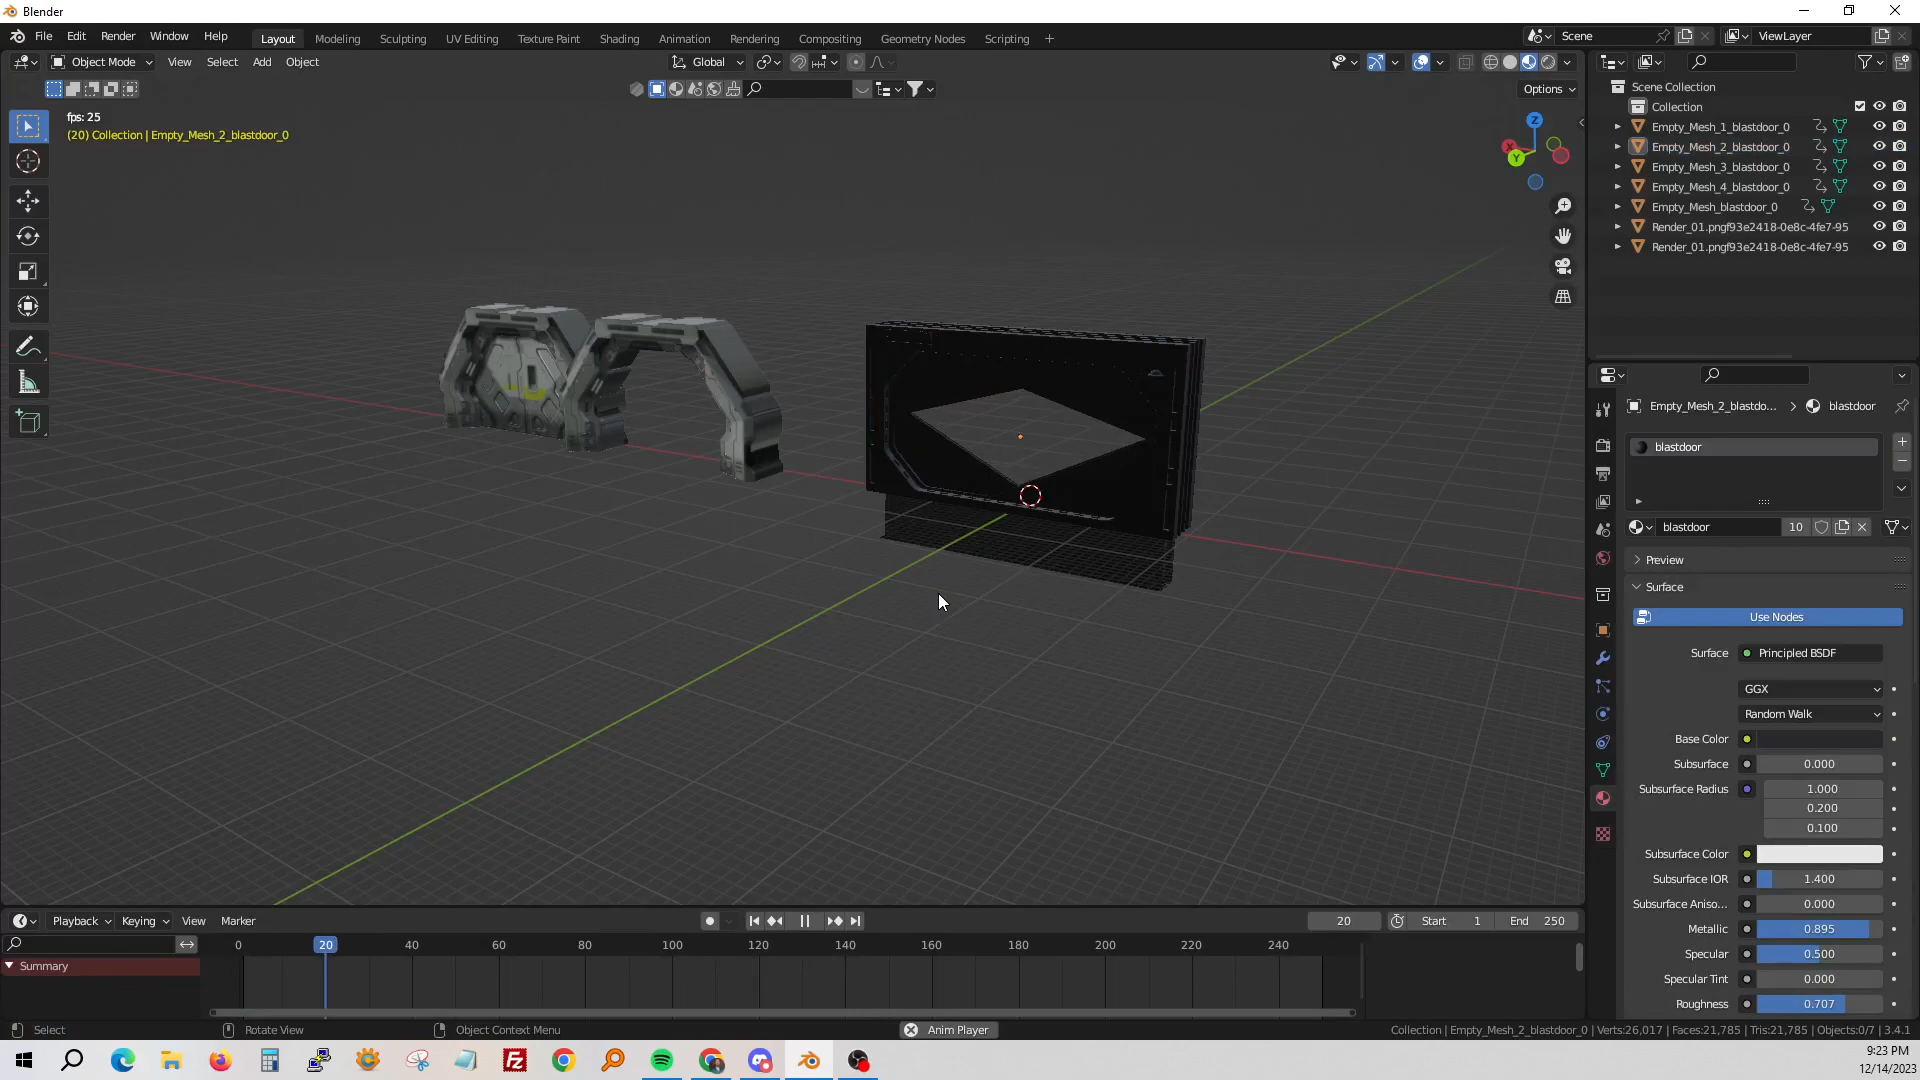 Blender
File Edit Render Window Help
Layout Modeling Sculpting UV Editing Texture Paint Shading Animation Rendering Compositing Geometry Nodes Scripting
Scene
ViewLayer
Object Mode View Select Add Object
Global
Options
fps: 25
(20) Collection | Empty_Mesh_2_blastdoor_0
Z
X
Y
Scene Collection
Collection
Empty_Mesh_1_blastdoor_0
Empty_Mesh_2_blastdoor_0
Empty_Mesh_3_blastdoor_0
Empty_Mesh_4_blastdoor_0
Empty_Mesh_blastdoor_0
Render_01.pngf93e2418-0e8c-4fe7-95
Render_01.pngf93e2418-0e8c-4fe7-95
Empty_Mesh_2_blastdo... blastdoor
blastdoor
blastdoor 10
Preview
Surface
Use Nodes
Surface Principled BSDF
GGX
Random Walk
Base Color
Subsurface 0.000
Subsurface Radius 1.000
0.200
0.100
Subsurface Color
Subsurface IOR 1.400
Subsurface Aniso... 0.000
Metallic 0.895
Specular 0.500
Specular Tint 0.000
Roughness 0.707
Playback Keying View Marker
20 Start 1 End 250
0 20 40 60 80 100 120 140 160 180 200 220 240
Summary
Select Rotate View Object Context Menu
Anim Player
Collection | Empty_Mesh_2_blastdoor_0 | Verts:26,017 | Faces:21,785 | Tris:21,785 | Objects:0/7 | 3.4.1
9:23 PM
12/14/2023